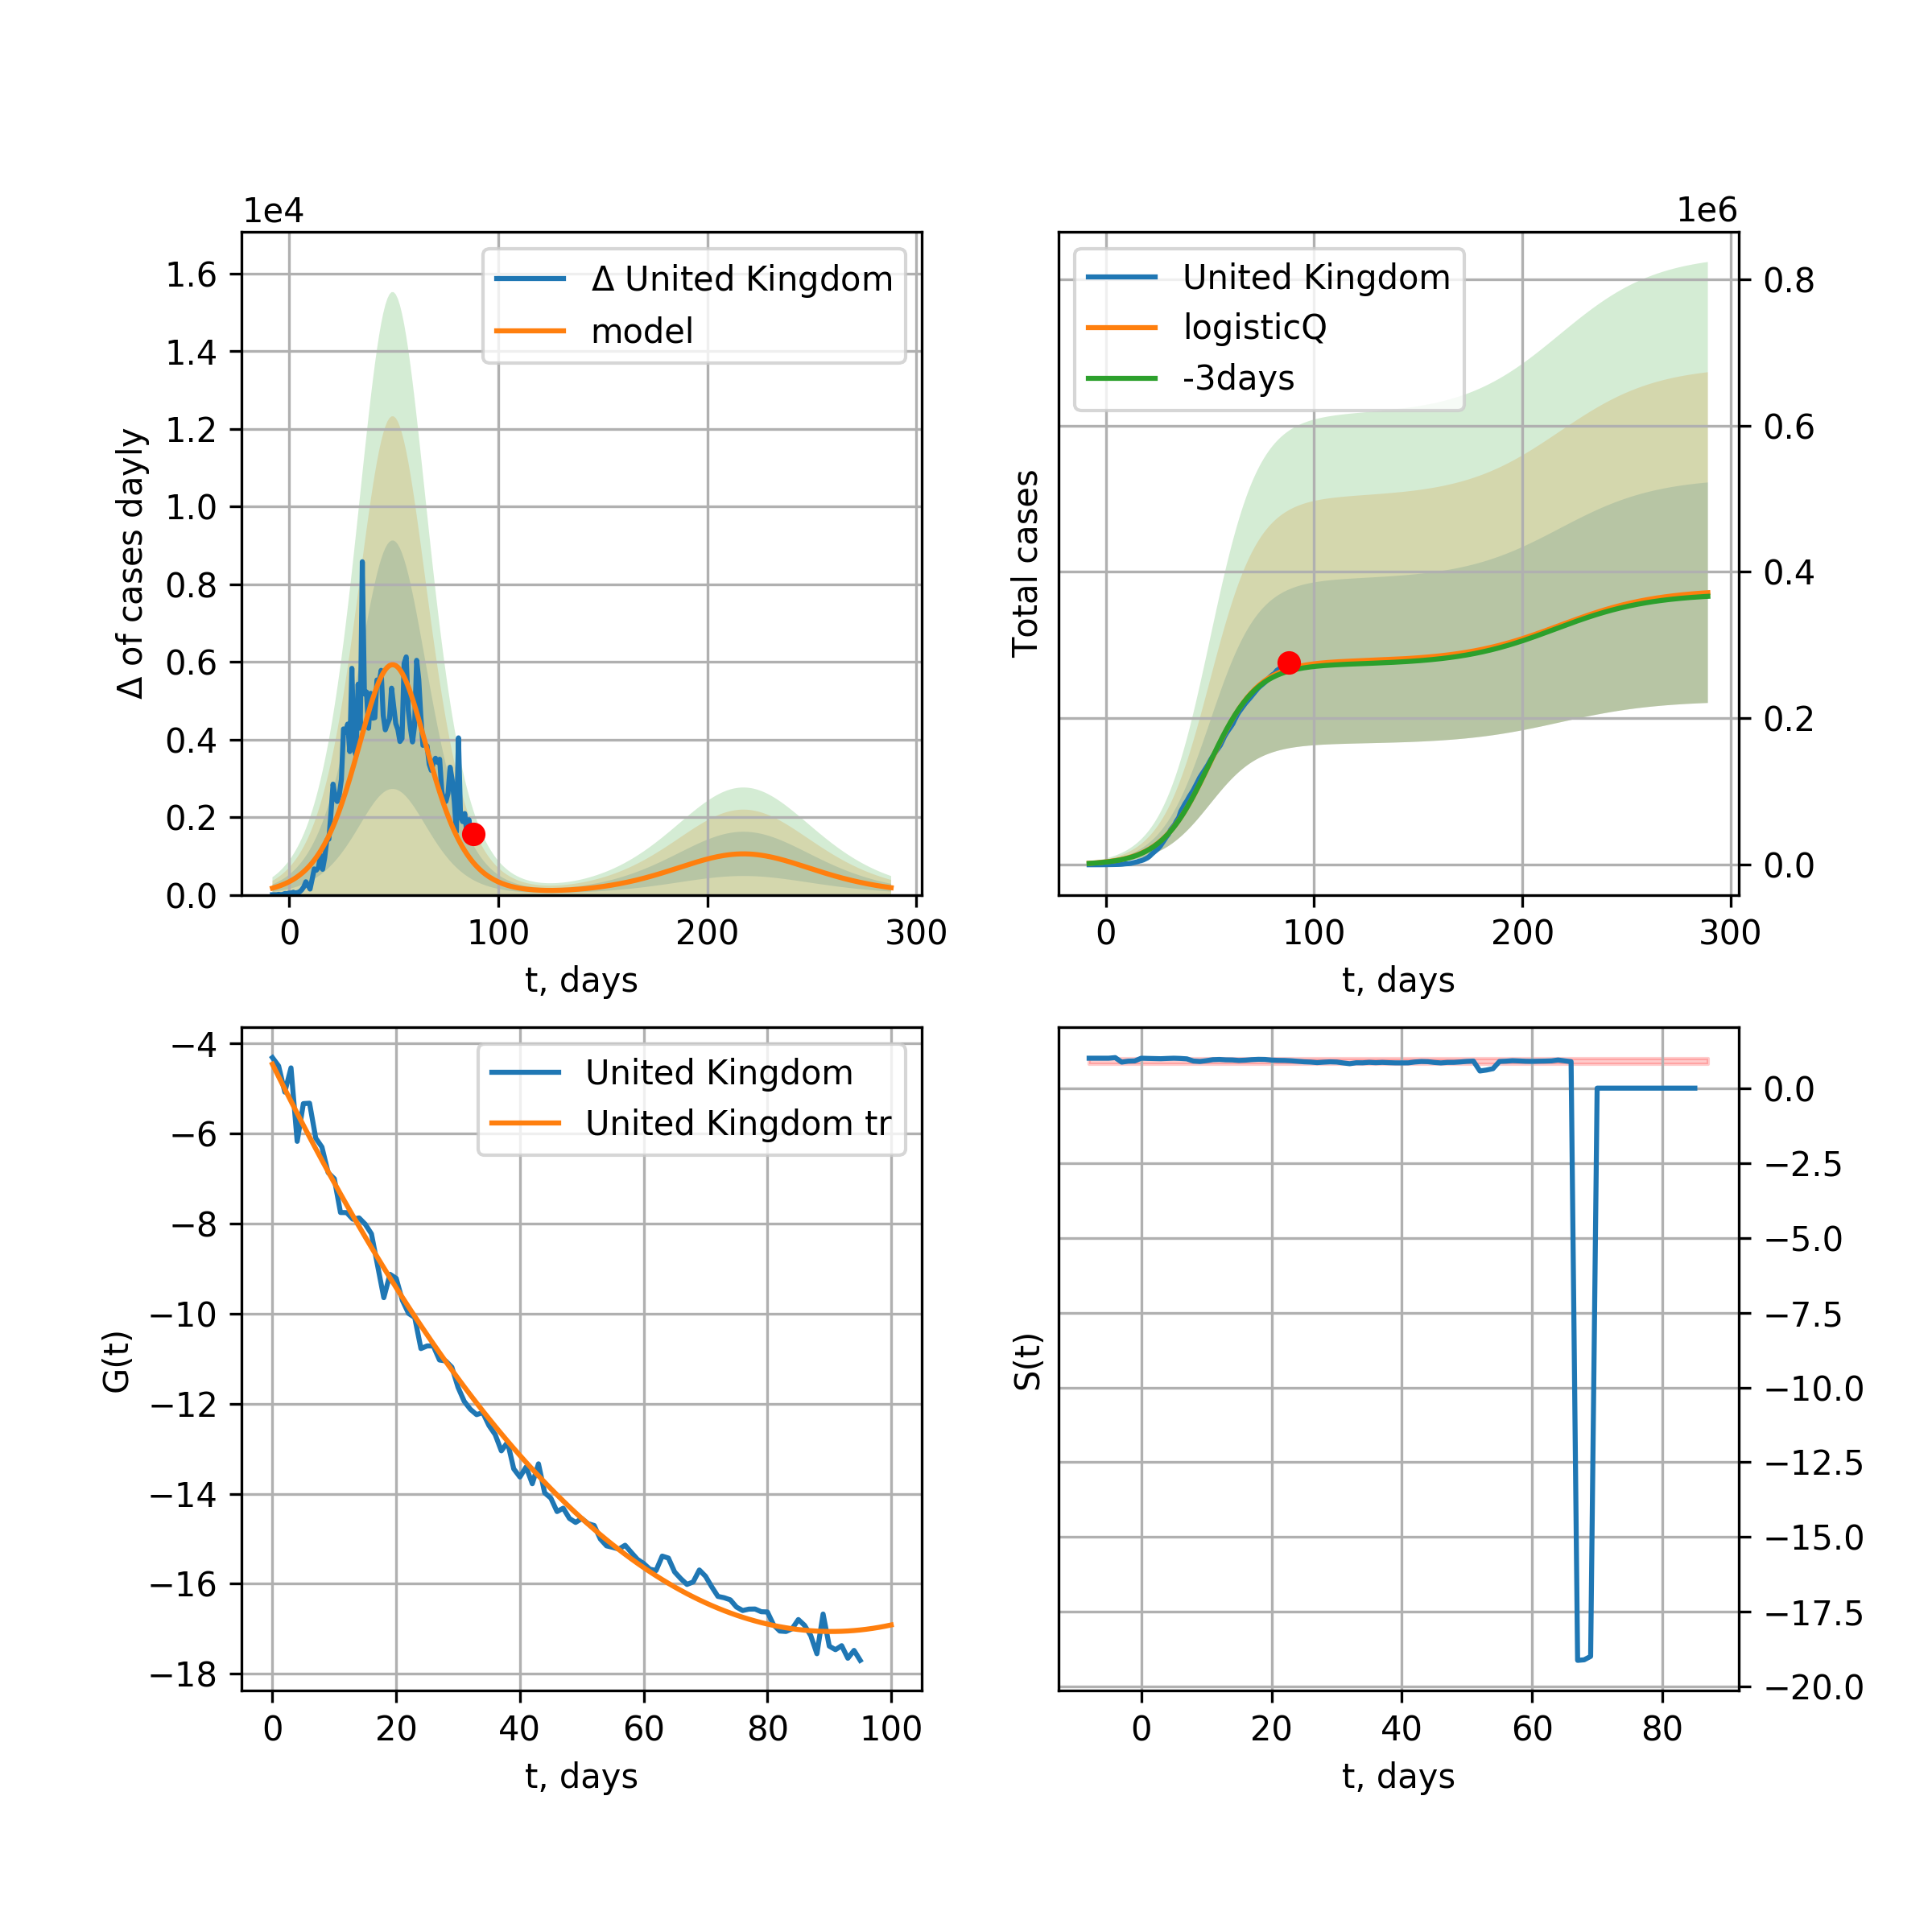 1e4
1.6
1.4
1.2
1.0
0.8
0.6
0.4
0.2
0.0
Δ of cases dayly
Δ United Kingdom
model
0
100
200
300
t, days
1e6
Total cases
United Kingdom
logisticQ
-3days
0.8
0.6
0.4
0.2
0.0
0
100
200
300
t, days
−4
−6
−8
−10
−12
−14
−16
−18
G(t)
United Kingdom
United Kingdom tr
0
20
40
60
80
100
t, days
S(t)
0.0
−2.5
−5.0
−7.5
−10.0
−12.5
−15.0
−17.5
−20.0
0
20
40
60
80
t, days